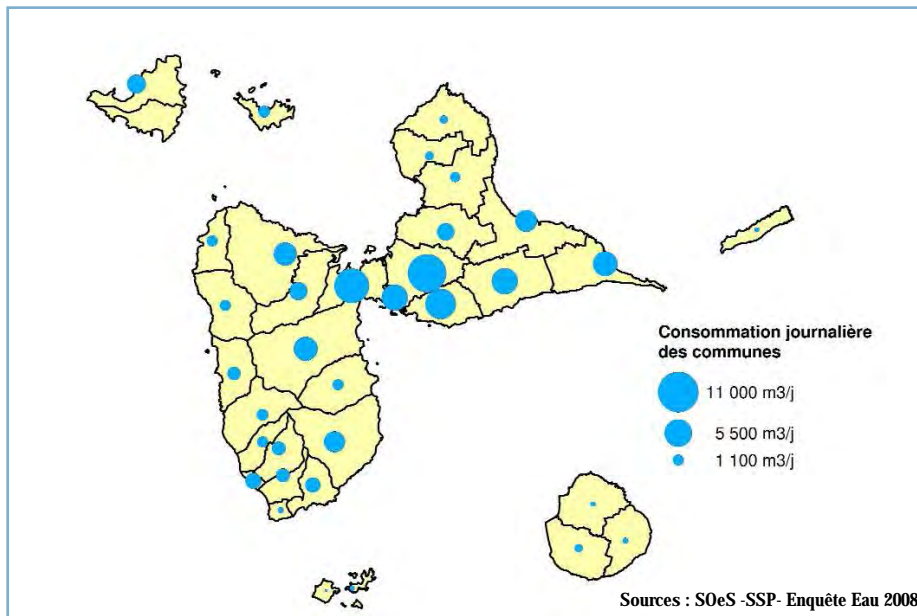 Consommation journalière
des communes
11 000 m3/j
5 500 m3/j
1 100 m3/j
Sources : SOeS -SSP- Enquête Eau 2008